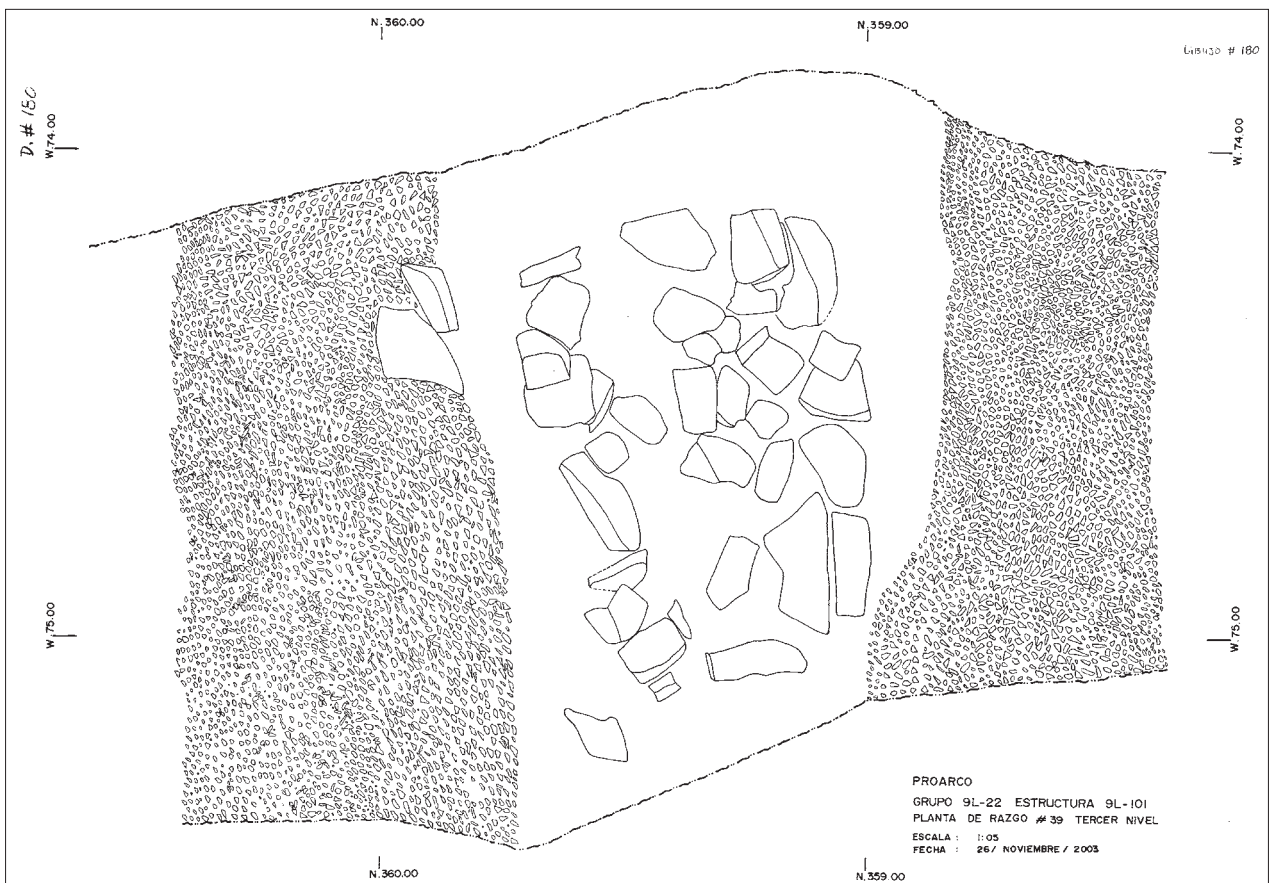 N.360.00
N.359.00
DIBUJO # 180
D.# 180
W.74.00
W.74.00
W.75.00
W.75.00
PROARCO
GRUPO 9L-22 ESTRUCTURA 9L-101
PLANTA DE RAZGO # 39 TERCER NIVEL
ESCALA : 1:05
FECHA : 26/ NOVIEMBRE / 2003
N.360.00
N.359.00